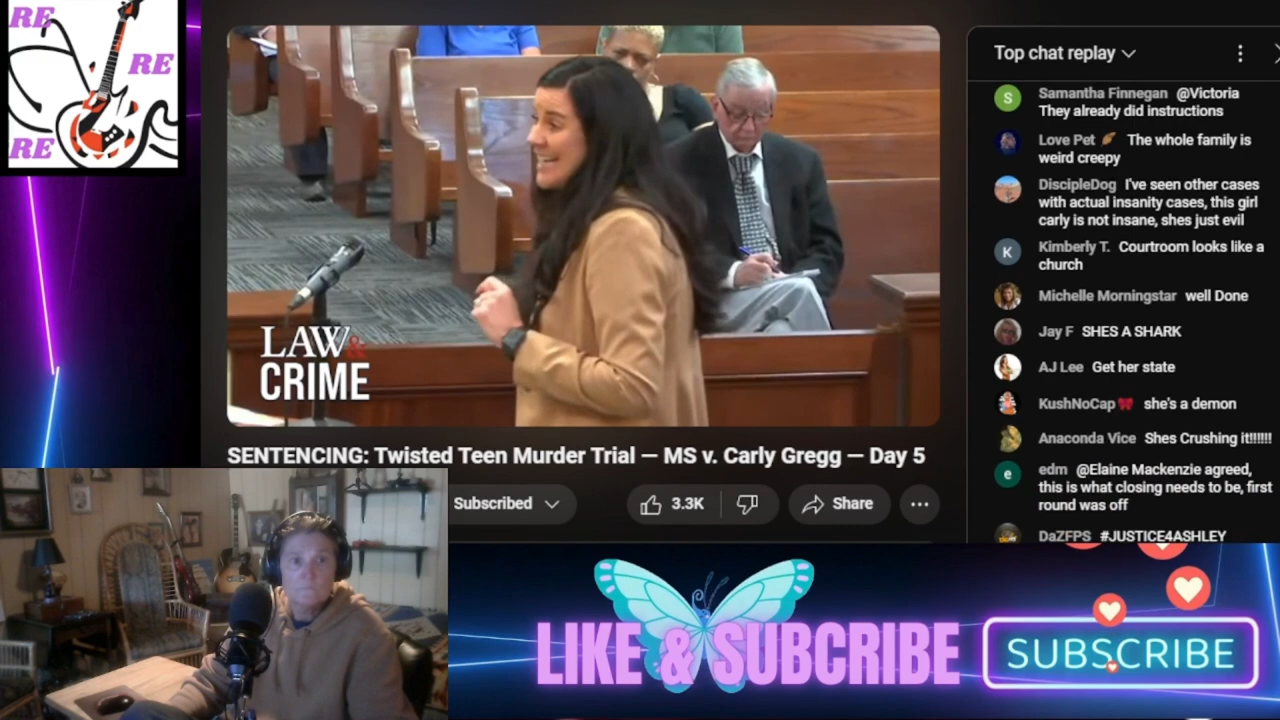 RE
RE
RE
LAW&
CRIME
SENTENCING: Twisted Teen Murder Trial — MS v. Carly Gregg — Day 5
Subscribed
3.3K
Share
Top chat replay
S
Samantha Finnegan @Victoria
They already did instructions
Love Pet The whole family is
weird creepy
DiscipleDog I've seen other cases
with actual insanity cases, this girl
carly is not insane, shes just evil
K
Kimberly T. Courtroom looks like a
church
Michelle Morningstar well Done
Jay F SHES A SHARK
AJ Lee Get her state
KushNoCap she's a demon
Anaconda Vice Shes Crushing it!!!!!!
e
edm @Elaine Mackenzie agreed,
this is what closing needs to be, first
round was off
DaZFPS #JUSTICE4ASHLEY
LIKE & SUBCRIBE
SUBSCRIBE